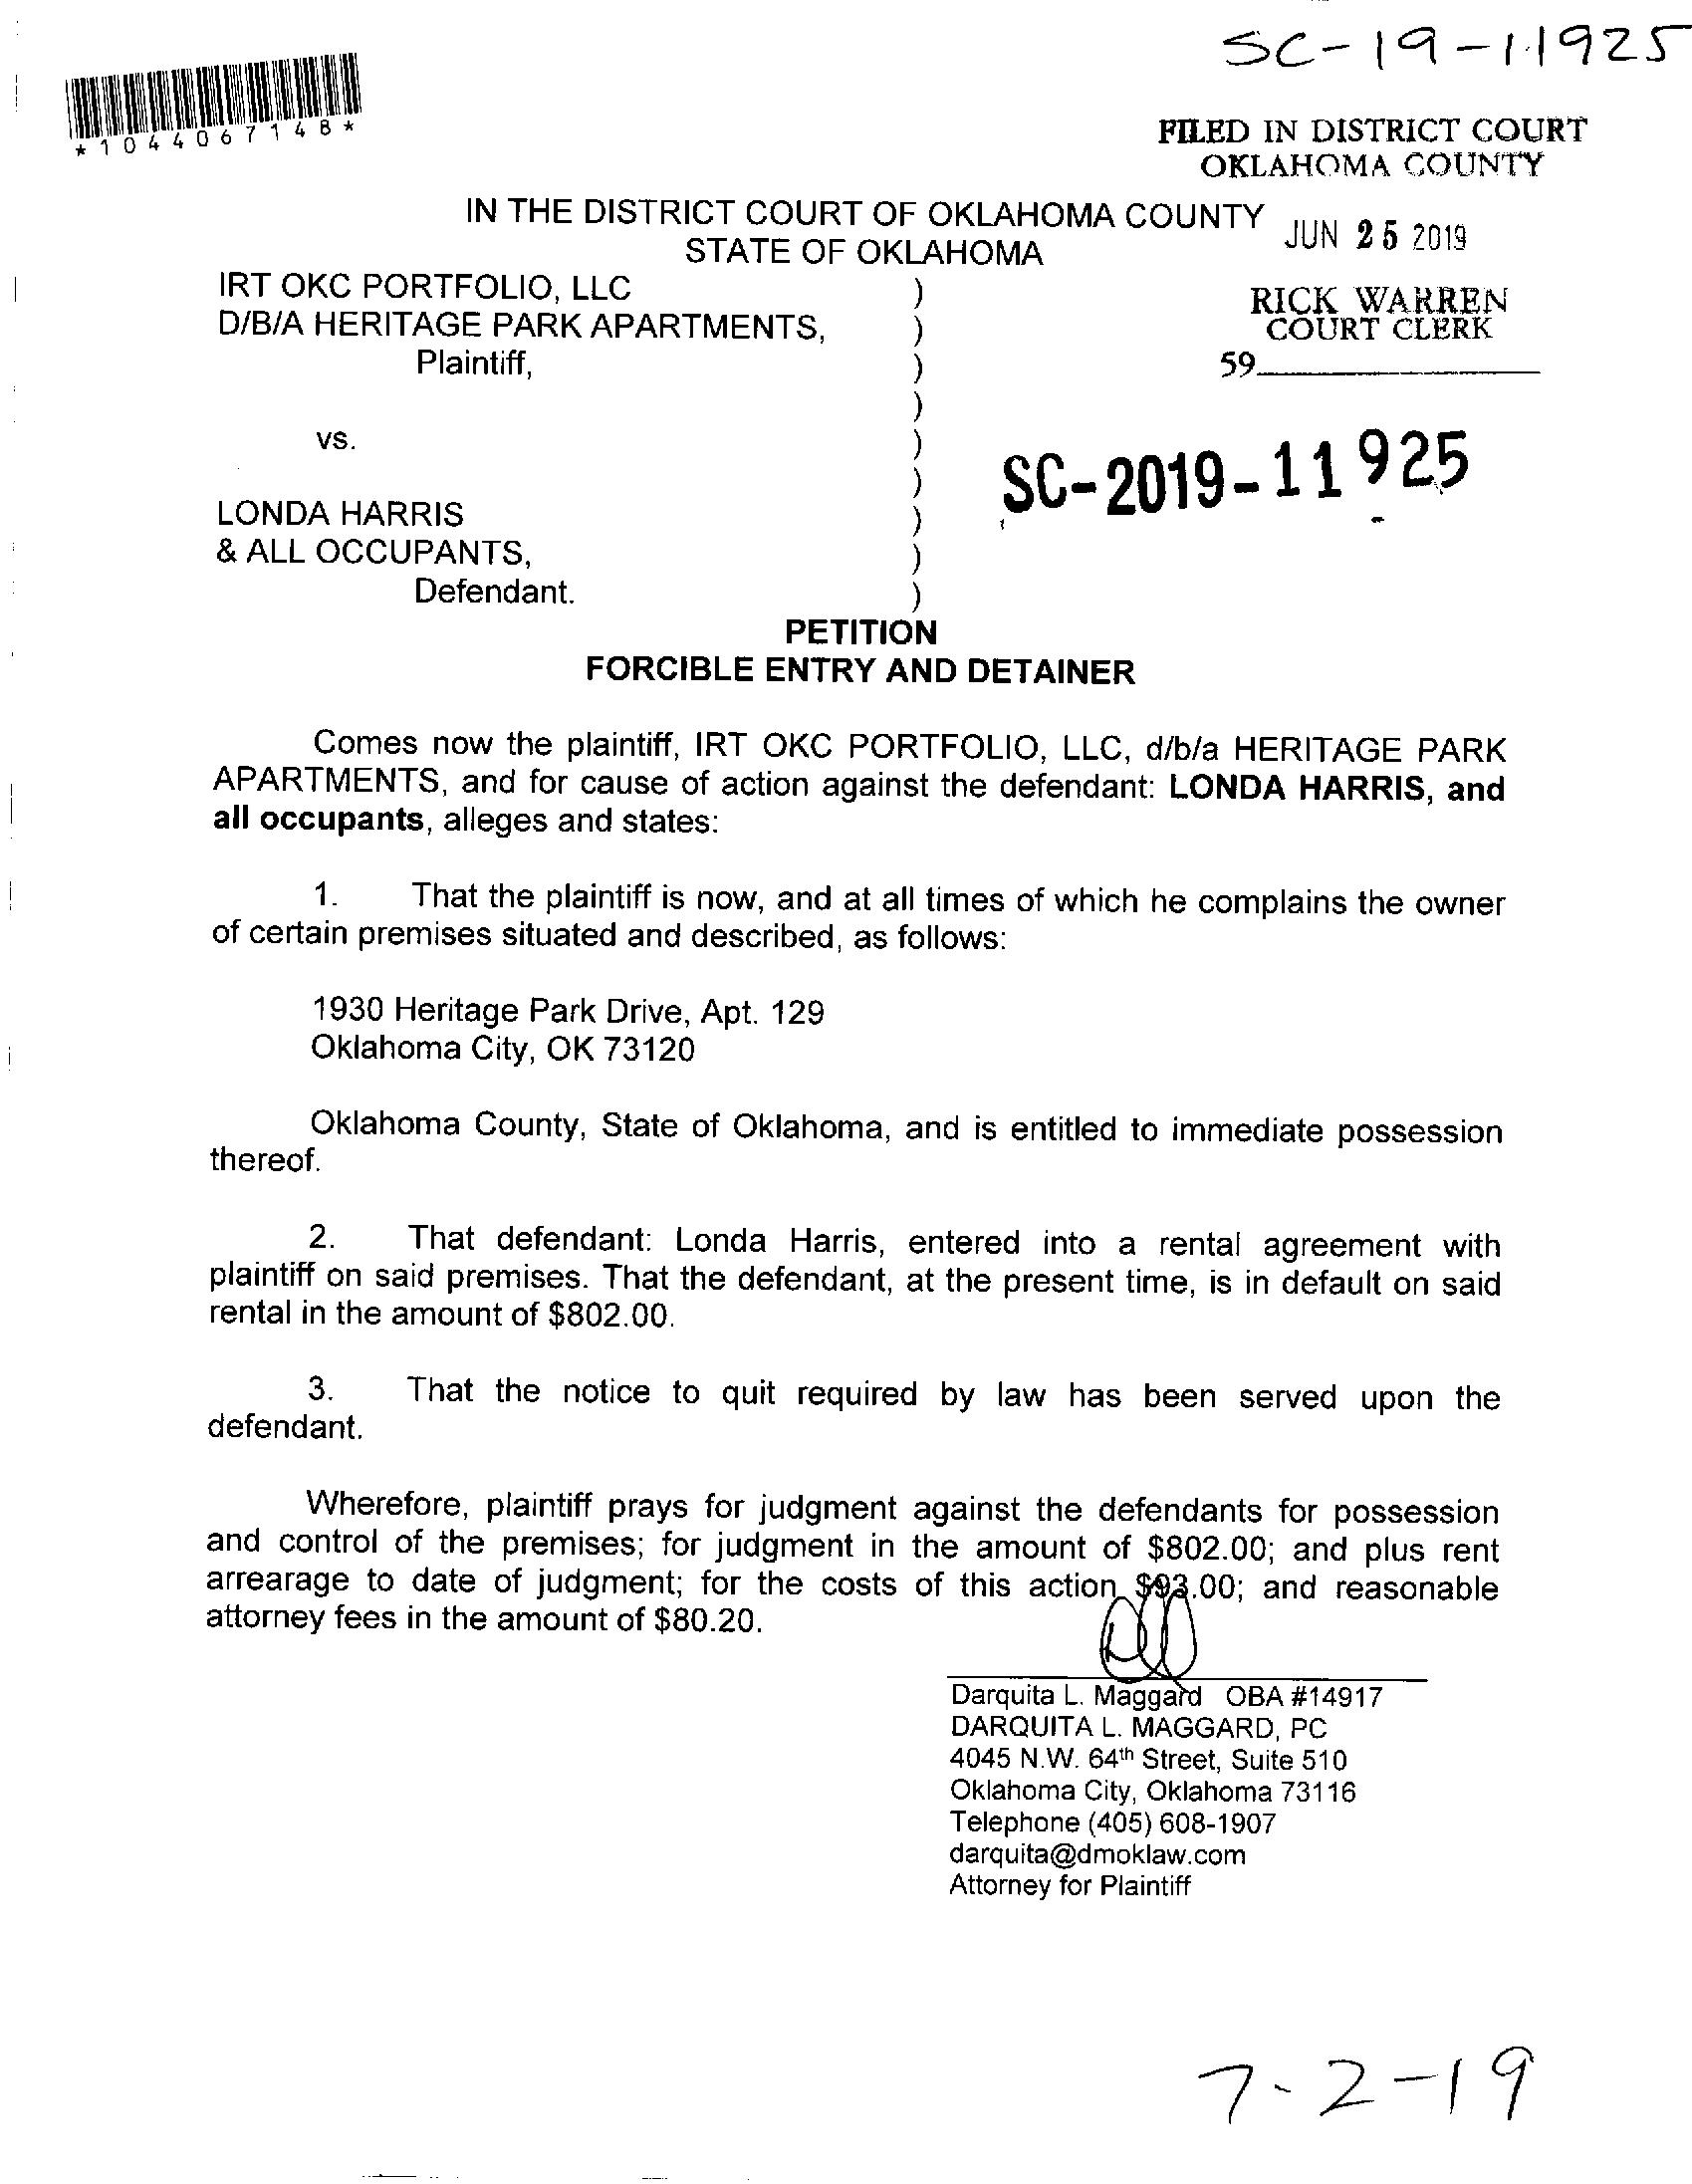 SC-19-11925
*1044067148*
FILED IN DISTRICT COURT
OKLAHOMA COUNTY
IN THE DISTRICT COURT OF OKLAHOMA COUNTY
JUN 25 2019
STATE OF OKLAHOMA
IRT OKC PORTFOLIO, LLC )
RICK WARREN
D/B/A HERITAGE PARK APARTMENTS, )
COURT CLERK
Plaintiff, )
59
)
vs. )
SC-2019-11925
)
LONDA HARRIS )
& ALL OCCUPANTS, )
Defendant. )
PETITION
FORCIBLE ENTRY AND DETAINER
Comes now the plaintiff, IRT OKC PORTFOLIO, LLC, d/b/a HERITAGE PARK
APARTMENTS, and for cause of action against the defendant: LONDA HARRIS, and
all occupants, alleges and states:
1. That the plaintiff is now, and at all times of which he complains the owner
of certain premises situated and described, as follows:
1930 Heritage Park Drive, Apt. 129
Oklahoma City, OK 73120
Oklahoma County, State of Oklahoma, and is entitled to immediate possession
thereof.
2. That defendant: Londa Harris, entered into a rental agreement with
plaintiff on said premises. That the defendant, at the present time, is in default on said
rental in the amount of $802.00.
3. That the notice to quit required by law has been served upon the
defendant.
Wherefore, plaintiff prays for judgment against the defendants for possession
and control of the premises; for judgment in the amount of $802.00; and plus rent
arrearage to date of judgment; for the costs of this action $93.00; and reasonable
attorney fees in the amount of $80.20.
Darquita L. Maggard OBA #14917
DARQUITA L. MAGGARD, PC
4045 N.W. 64th Street, Suite 510
Oklahoma City, Oklahoma 73116
Telephone (405) 608-1907
darquita@dmoklaw.com
Attorney for Plaintiff
7-2-19